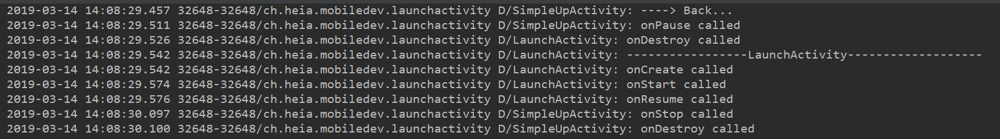 2019-03-14 14:08:29.457 32648-32648/ch.heia.mobiledev.launchactivity D/SimpleUpActivity: ----> Back...
2019-03-14 14:08:29.511 32648-32648/ch.heia.mobiledev.launchactivity D/SimpleUpActivity: onPause called
2019-03-14 14:08:29.526 32648-32648/ch.heia.mobiledev.launchactivity D/LaunchActivity: onDestroy called
2019-03-14 14:08:29.542 32648-32648/ch.heia.mobiledev.launchactivity D/LaunchActivity: -----------------LaunchActivity-------------------
2019-03-14 14:08:29.542 32648-32648/ch.heia.mobiledev.launchactivity D/LaunchActivity: onCreate called
2019-03-14 14:08:29.574 32648-32648/ch.heia.mobiledev.launchactivity D/LaunchActivity: onStart called
2019-03-14 14:08:29.576 32648-32648/ch.heia.mobiledev.launchactivity D/LaunchActivity: onResume called
2019-03-14 14:08:30.097 32648-32648/ch.heia.mobiledev.launchactivity D/SimpleUpActivity: onStop called
2019-03-14 14:08:30.100 32648-32648/ch.heia.mobiledev.launchactivity D/SimpleUpActivity: onDestroy called